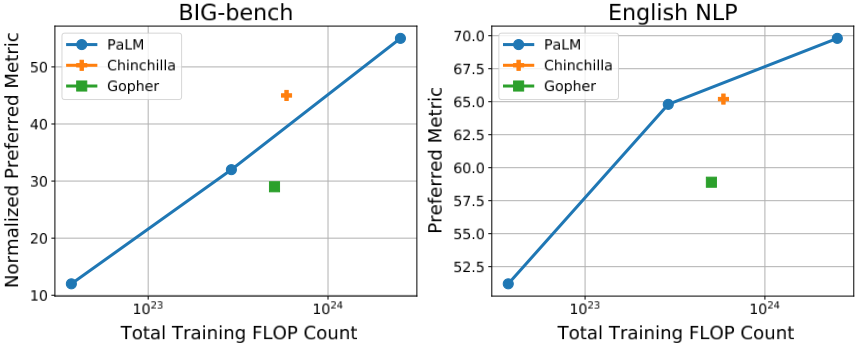 BIG-bench
PaLM
Chinchilla
Gopher
50
40
30
20
10
10^23
10^24
Normalized Preferred Metric
Total Training FLOP Count
English NLP
PaLM
Chinchilla
Gopher
70.0
67.5
65.0
62.5
60.0
57.5
55.0
52.5
10^23
10^24
Preferred Metric
Total Training FLOP Count